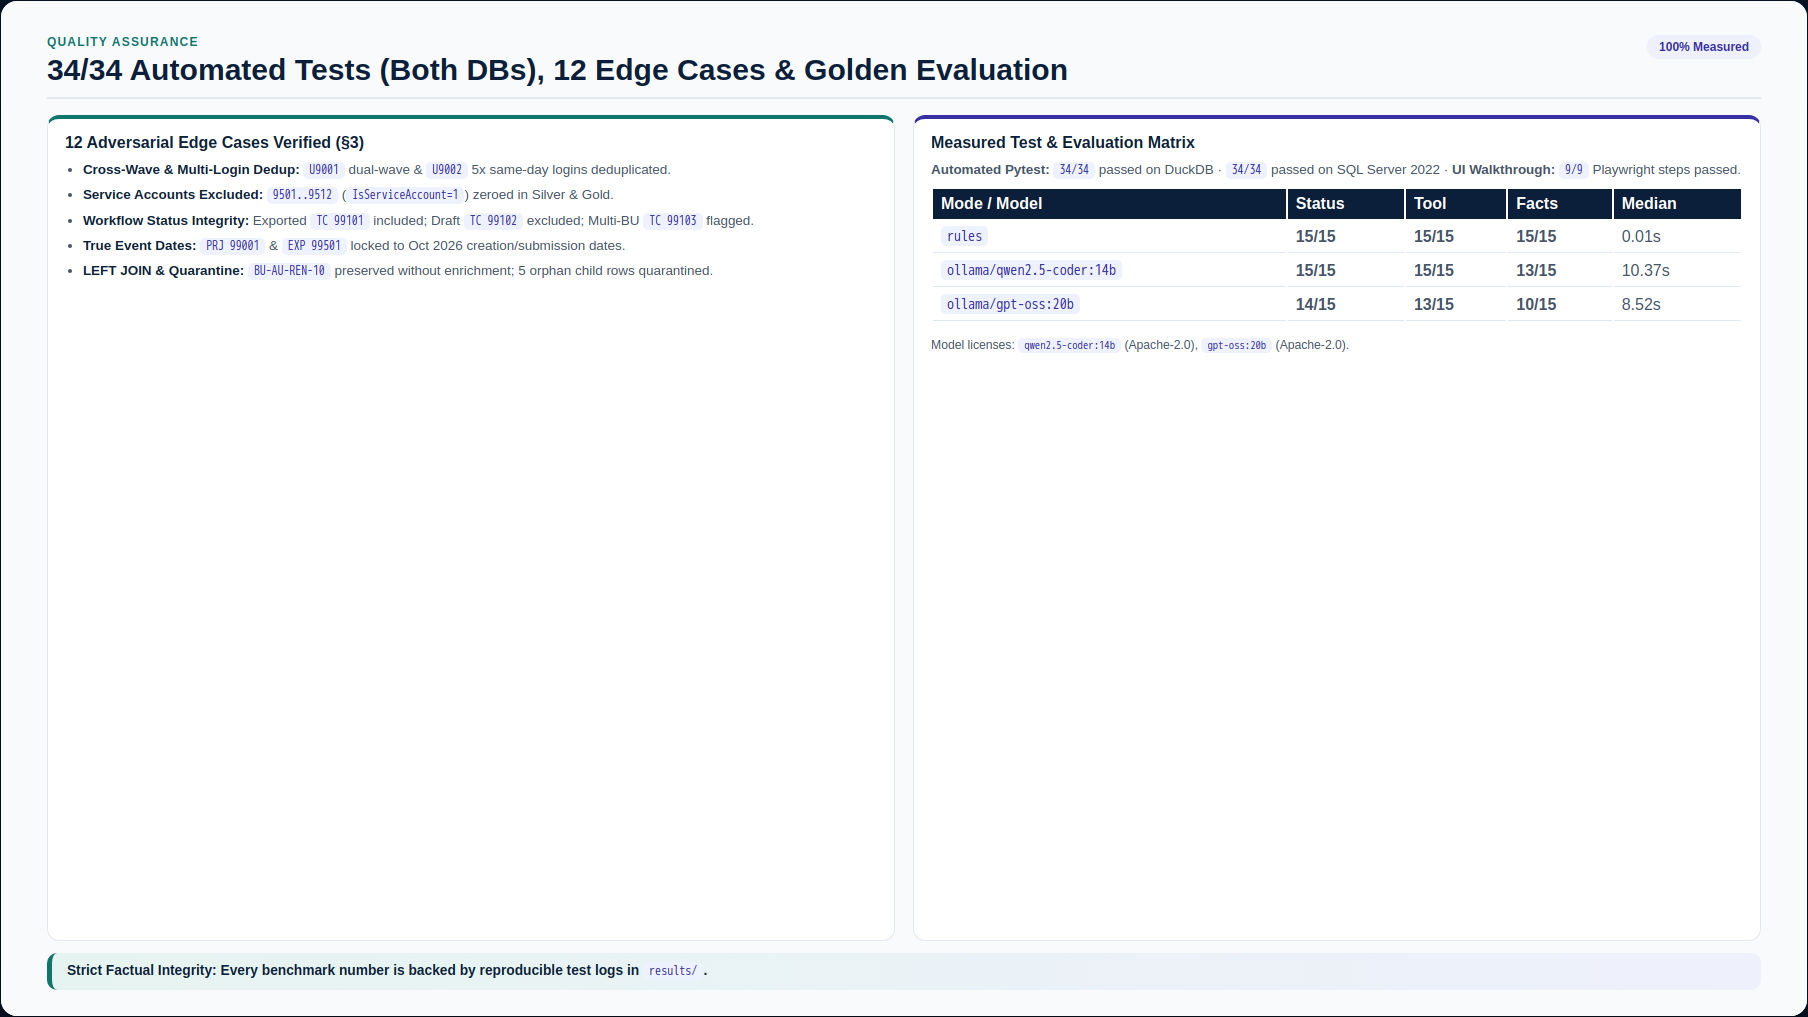 QUALITY ASSURANCE
34/34 Automated Tests (Both DBs), 12 Edge Cases & Golden Evaluation
100% Measured
12 Adversarial Edge Cases Verified (§3)
• Cross-Wave & Multi-Login Dedup: U9001 dual-wave & U9002 5x same-day logins deduplicated.
• Service Accounts Excluded: 9501..9512 ( IsServiceAccount=1 ) zeroed in Silver & Gold.
• Workflow Status Integrity: Exported TC 99101 included; Draft TC 99102 excluded; Multi-BU TC 99103 flagged.
• True Event Dates: PRJ 99001 & EXP 99501 locked to Oct 2026 creation/submission dates.
• LEFT JOIN & Quarantine: BU-AU-REN-10 preserved without enrichment; 5 orphan child rows quarantined.
Measured Test & Evaluation Matrix
Automated Pytest: 34/34 passed on DuckDB · 34/34 passed on SQL Server 2022 · UI Walkthrough: 9/9 Playwright steps passed.
Mode / Model Status Tool Facts Median
rules 15/15 15/15 15/15 0.01s
ollama/qwen2.5-coder:14b 15/15 15/15 13/15 10.37s
ollama/gpt-oss:20b 14/15 13/15 10/15 8.52s
Model licenses: qwen2.5-coder:14b (Apache-2.0), gpt-oss:20b (Apache-2.0).
Strict Factual Integrity: Every benchmark number is backed by reproducible test logs in results/ .